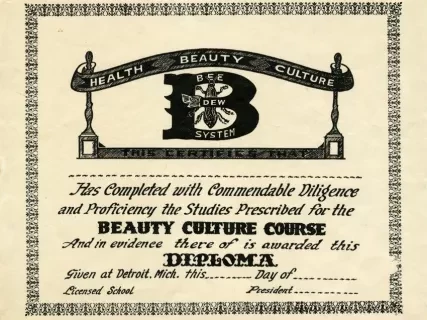 HEALTH BEAUTY CULTURE
B
BEE
DEW
SYSTEM
THIS CERTIFIES THAT
Has Completed with Commendable Diligence
and Proficiency the Studies Prescribed for the
BEAUTY CULTURE COURSE
And in evidence there of is awarded this
DIPLOMA
Given at Detroit, Mich. this Day of
Licensed School President